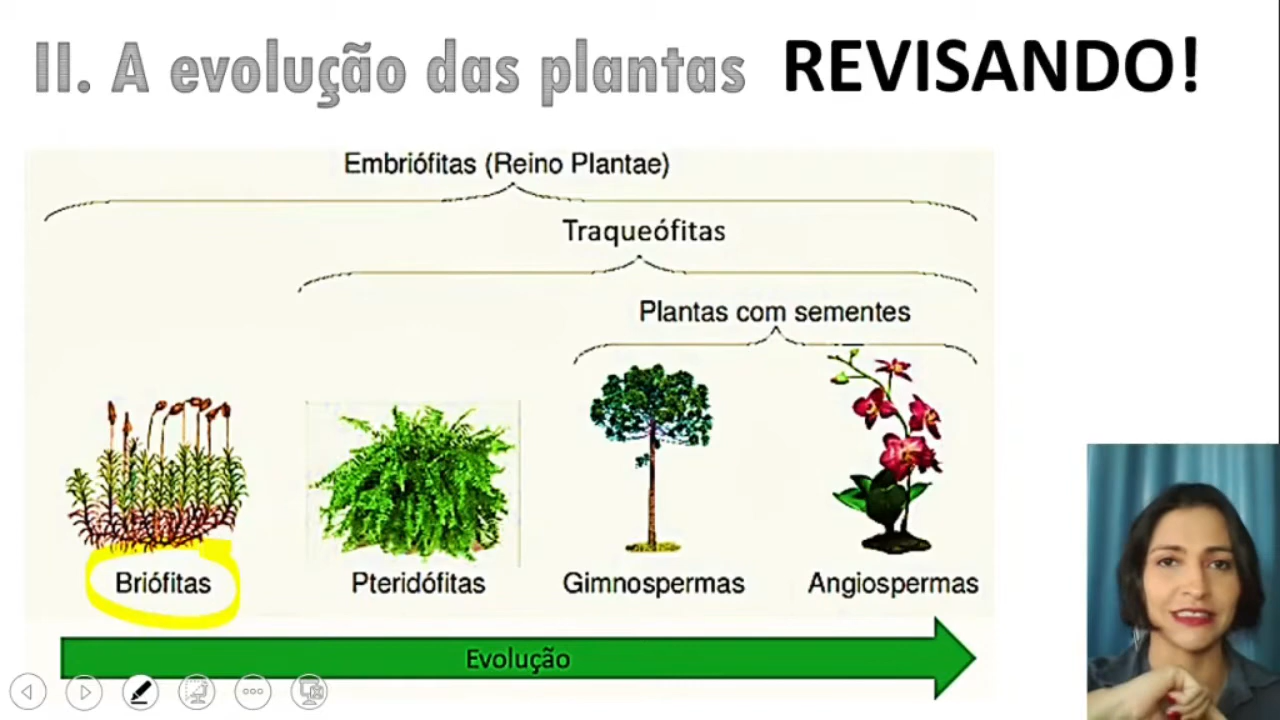 II. A evolução das plantas REVISANDO!
Embriófitas (Reino Plantae)
Traqueófitas
Plantas com sementes
Briófitas Pteridófitas Gimnospermas Angiospermas
Evolução